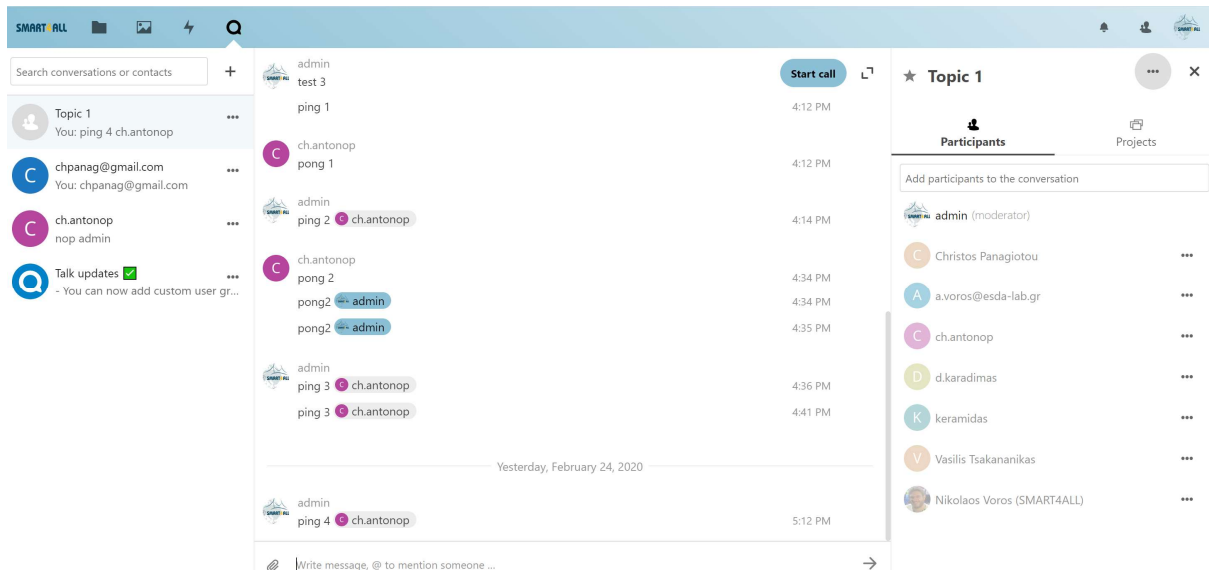 SMART4ALL
Search conversations or contacts
+
Topic 1
You: ping 4 ch.antonop
C
chpanag@gmail.com
You: chpanag@gmail.com
C
ch.antonop
nop admin
Talk updates ✅
- You can now add custom user gr...
admin
test 3
Start call
ping 1
4:12 PM
C
ch.antonop
pong 1
4:12 PM
admin
ping 2 C ch.antonop
4:14 PM
C
ch.antonop
pong 2
4:34 PM
pong2 admin
4:34 PM
pong2 admin
4:35 PM
admin
ping 3 C ch.antonop
4:36 PM
ping 3 C ch.antonop
4:41 PM
Yesterday, February 24, 2020
admin
ping 4 C ch.antonop
5:12 PM
Write message, @ to mention someone ...
★ Topic 1
Participants
Projects
Add participants to the conversation
admin (moderator)
C Christos Panagiotou
A a.voros@esda-lab.gr
C ch.antonop
D d.karadimas
K keramidas
V Vasilis Tsakananikas
Nikolaos Voros (SMART4ALL)